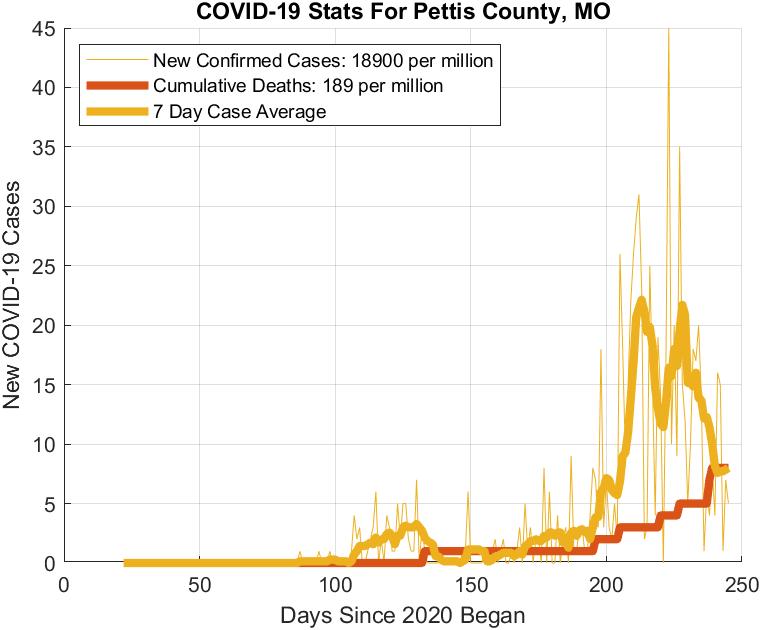 COVID-19 Stats For Pettis County, MO
New Confirmed Cases: 18900 per million
Cumulative Deaths: 189 per million
7 Day Case Average
New COVID-19 Cases
45
40
35
30
25
20
15
10
5
0
0 50 100 150 200 250
Days Since 2020 Began